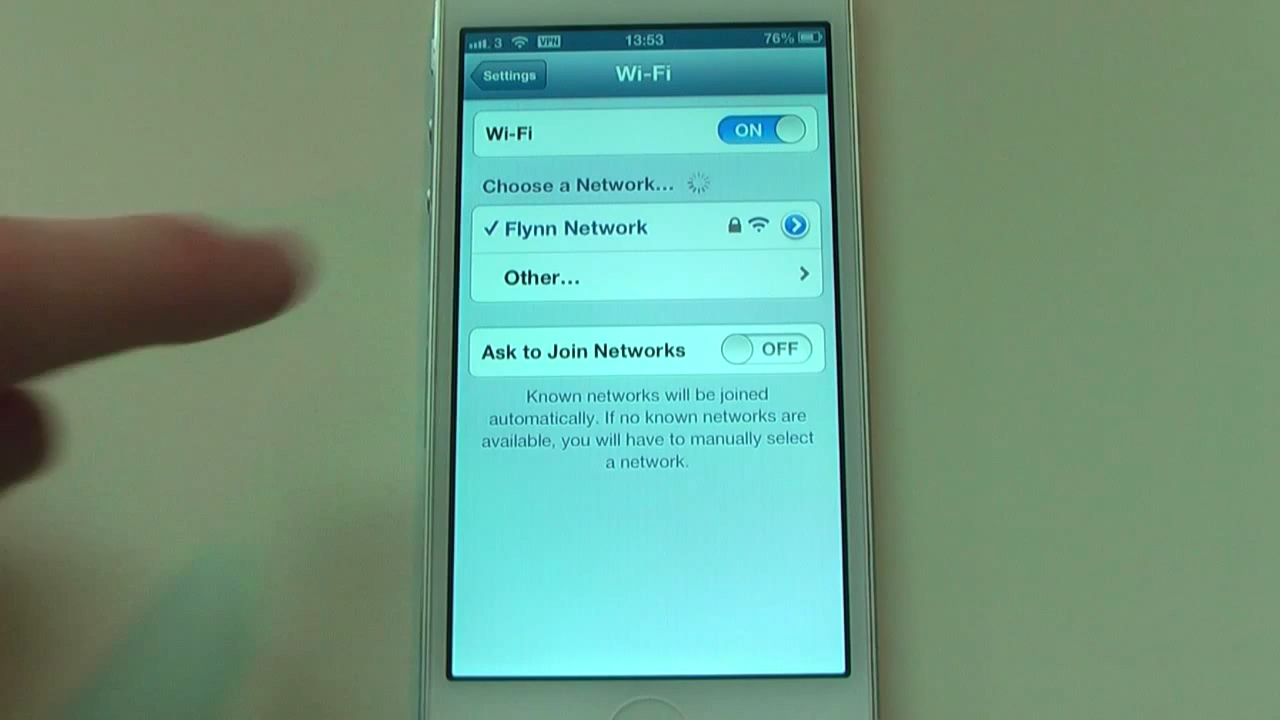 3 VPN 13:53 76%
Settings Wi-Fi
Wi-Fi ON
Choose a Network...
Flynn Network
Other...
Ask to Join Networks OFF
Known networks will be joined
automatically. If no known networks are
available, you will have to manually select
a network.